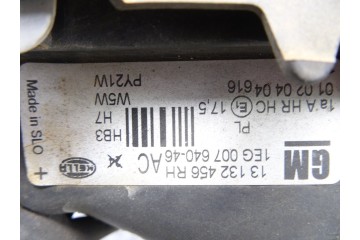 GM
13 132 456 RH
1EG 007 640-46 AC
PL
1a A HR HC E1 17,5
01 02 04 04 616
HB3
H7
W5W
PY21W
HELLA
Made in SLO +